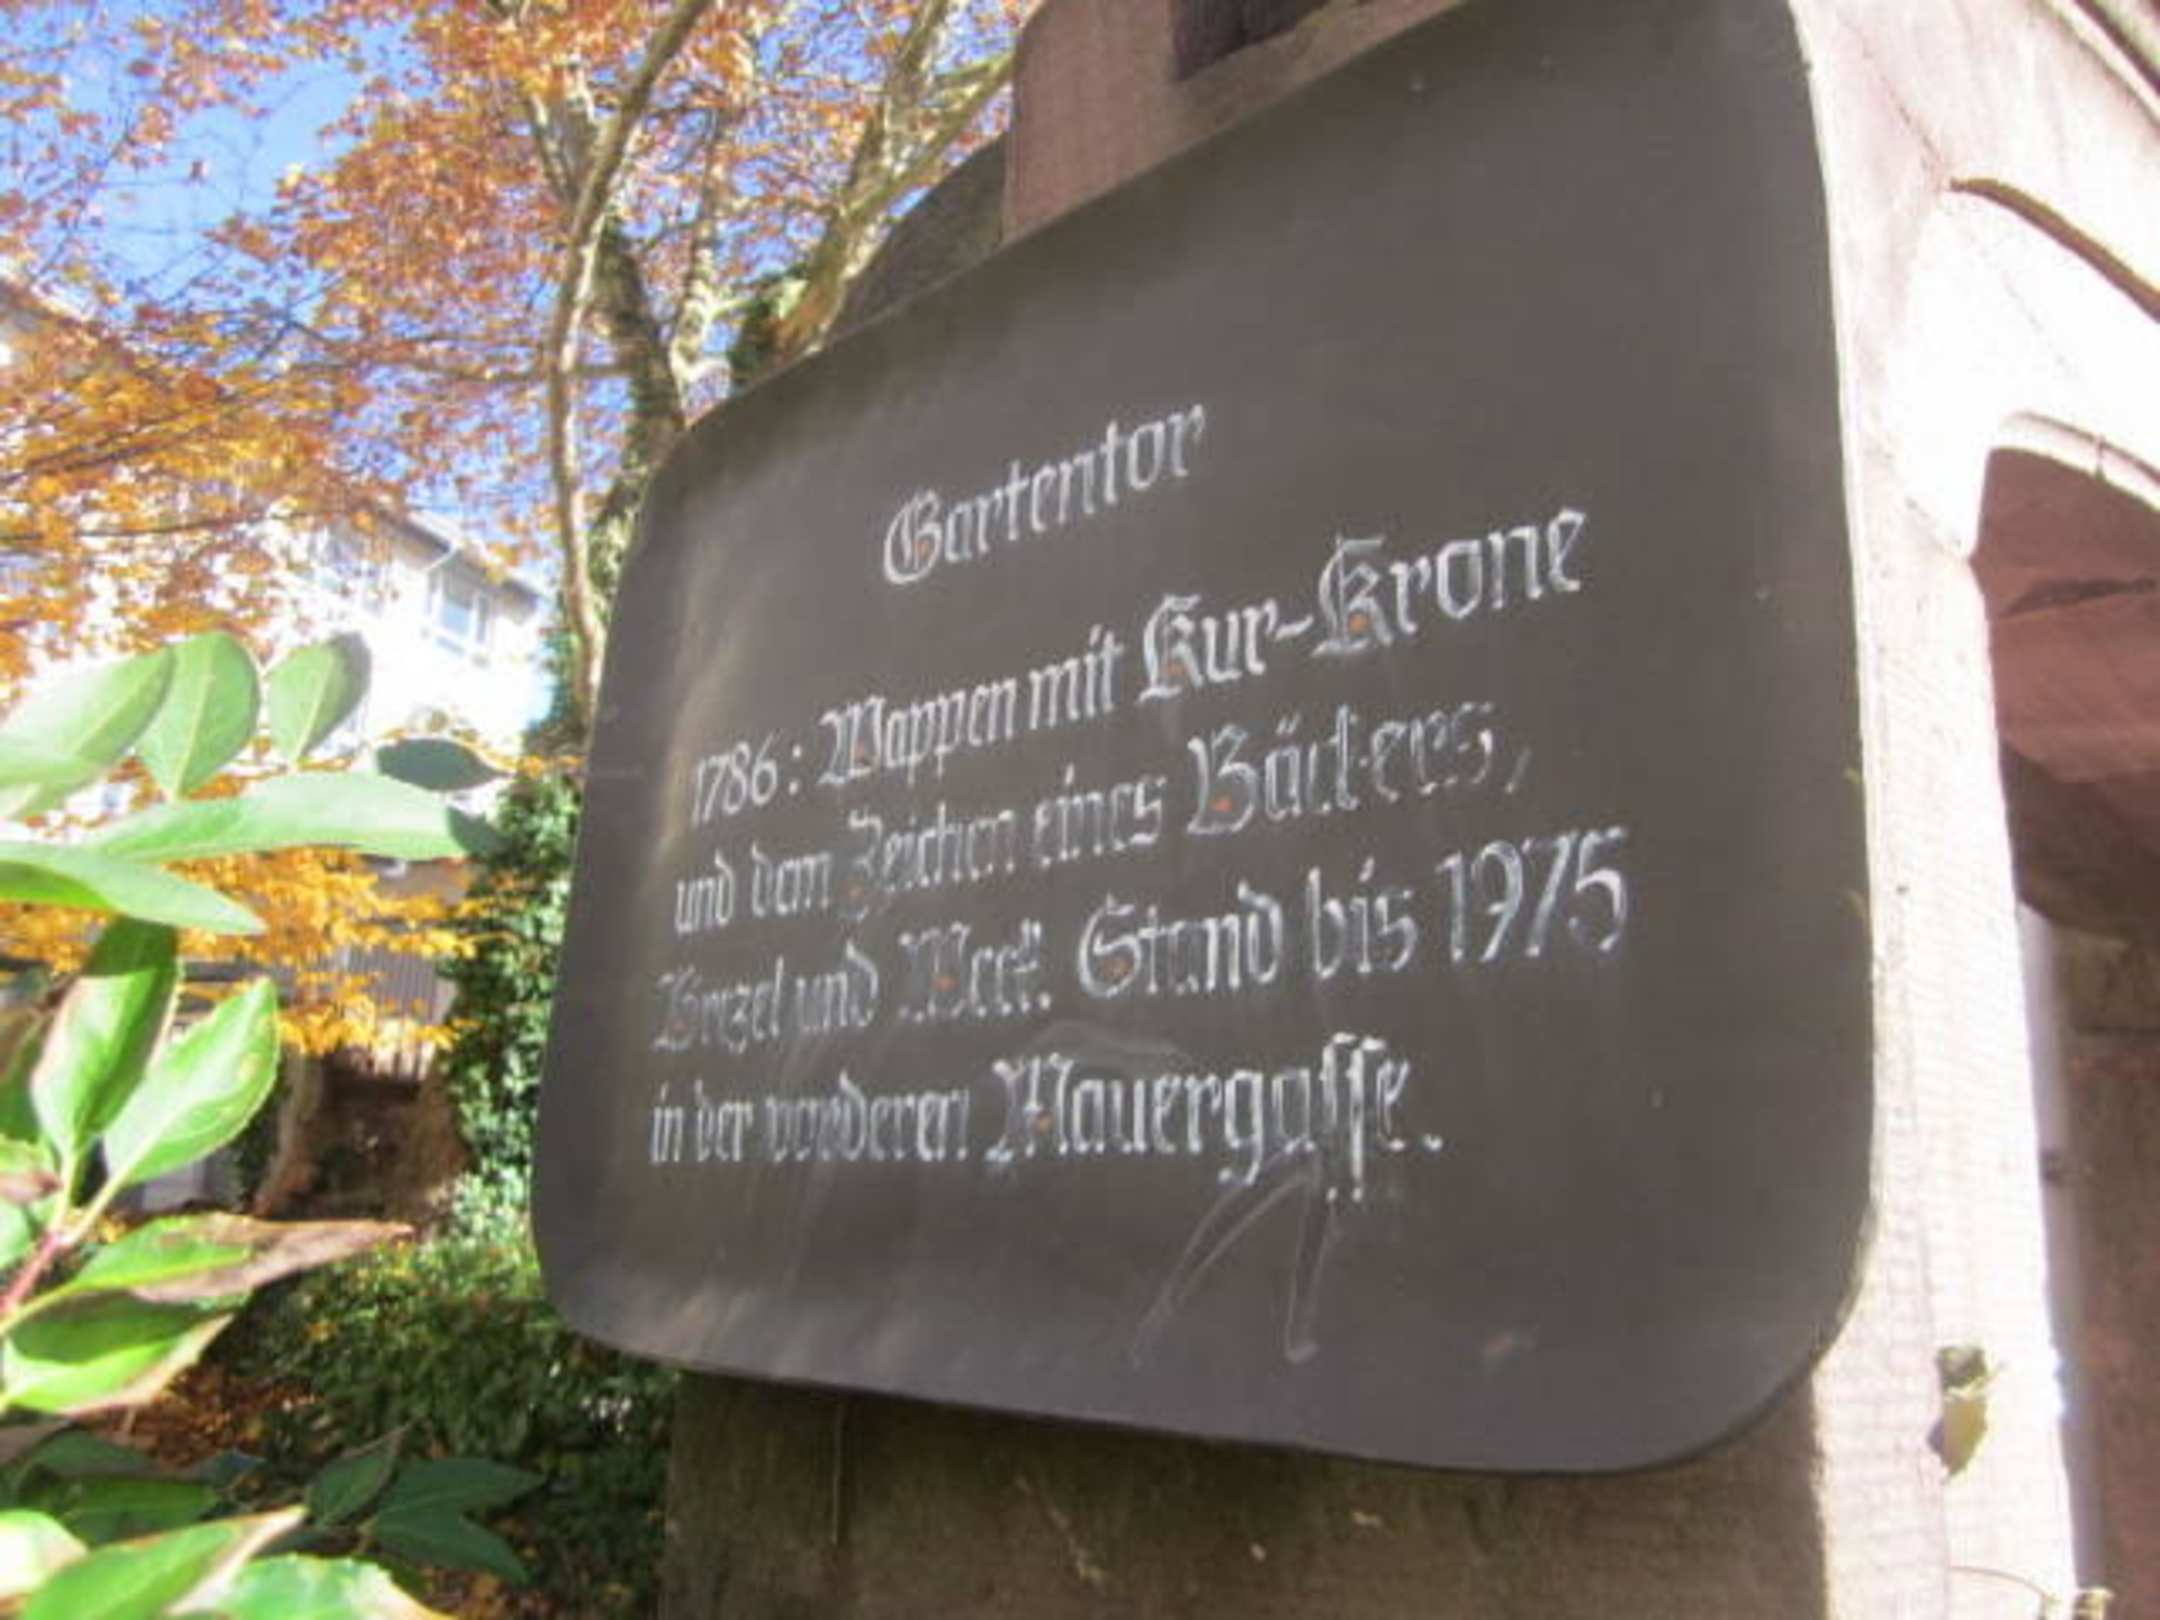 Gartentor
1786: Wappen mit Kur-Krone
und dem Zeichen eines Bäckers,
Brezel und Weck. Stand bis 1975
in der vorderen Mauergasse.